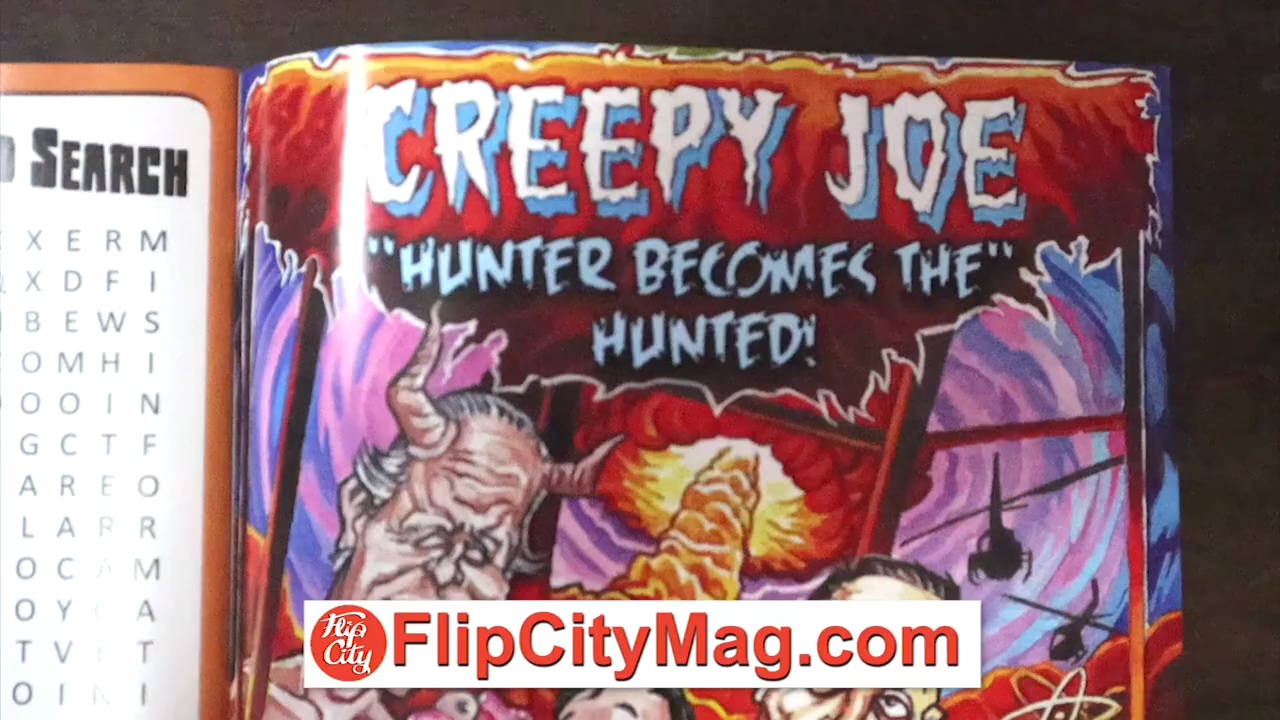 SEARCH
X E R M
X D F I
B E W S
O M H I
O O I N
G C T F
A R E O
L A R R
O C A M
O Y A
T V T
O I N I
CREEPY JOE
"HUNTER BECOMES THE"
HUNTED!
Flip City FlipCityMag.com